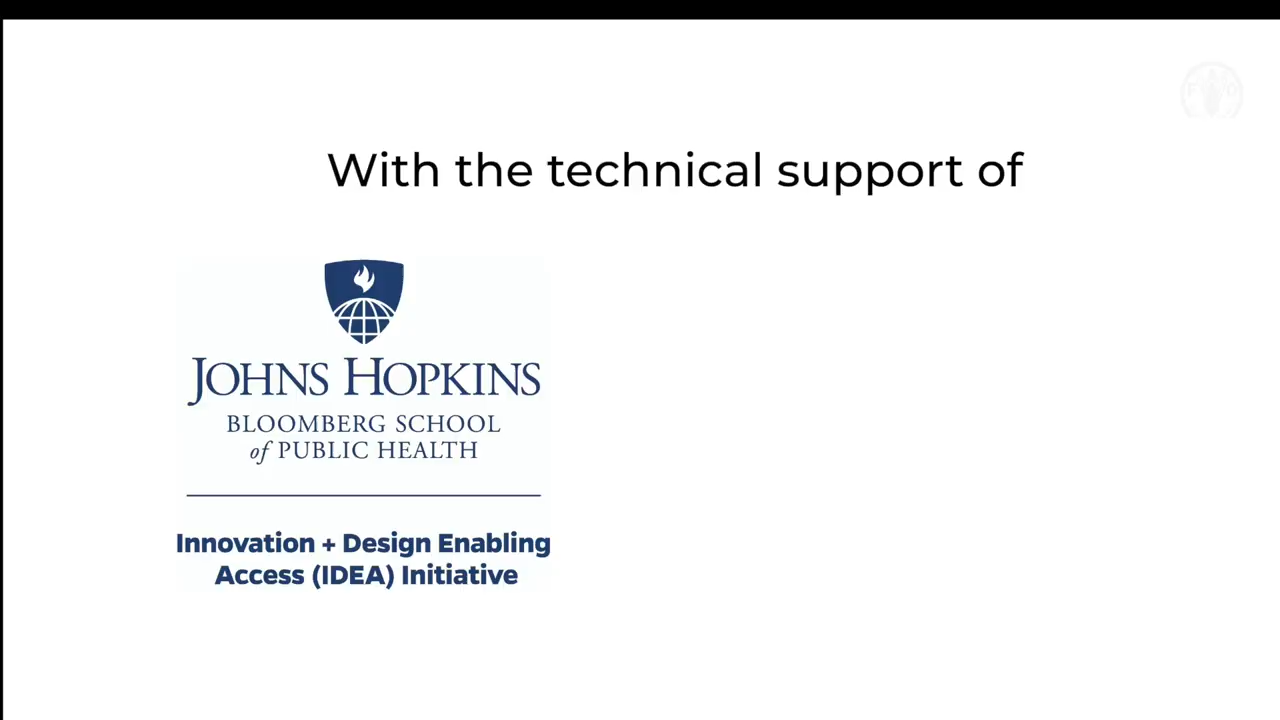 With the technical support of
JOHNS HOPKINS
BLOOMBERG SCHOOL
of PUBLIC HEALTH
Innovation + Design Enabling
Access (IDEA) Initiative